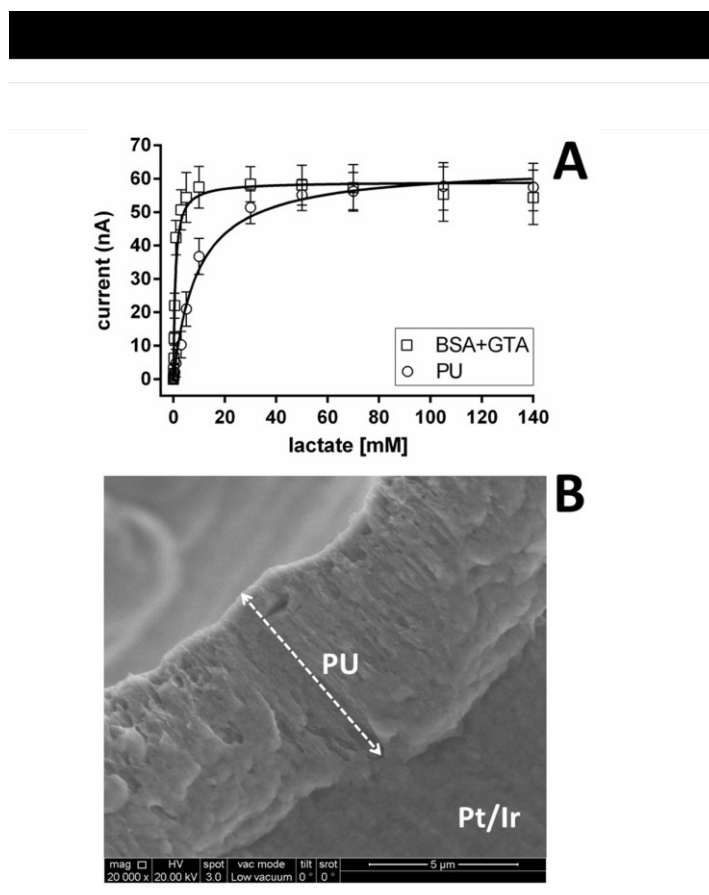 A
70
60
50
40
30
20
10
0
current (nA)
BSA+GTA
PU
0 20 40 60 80 100 120 140
lactate [mM]
B
PU
Pt/Ir
mag HV spot vac mode tilt srot
20 000 x 20.00 kV 3.0 Low vacuum 0 ° 0 °
5 µm